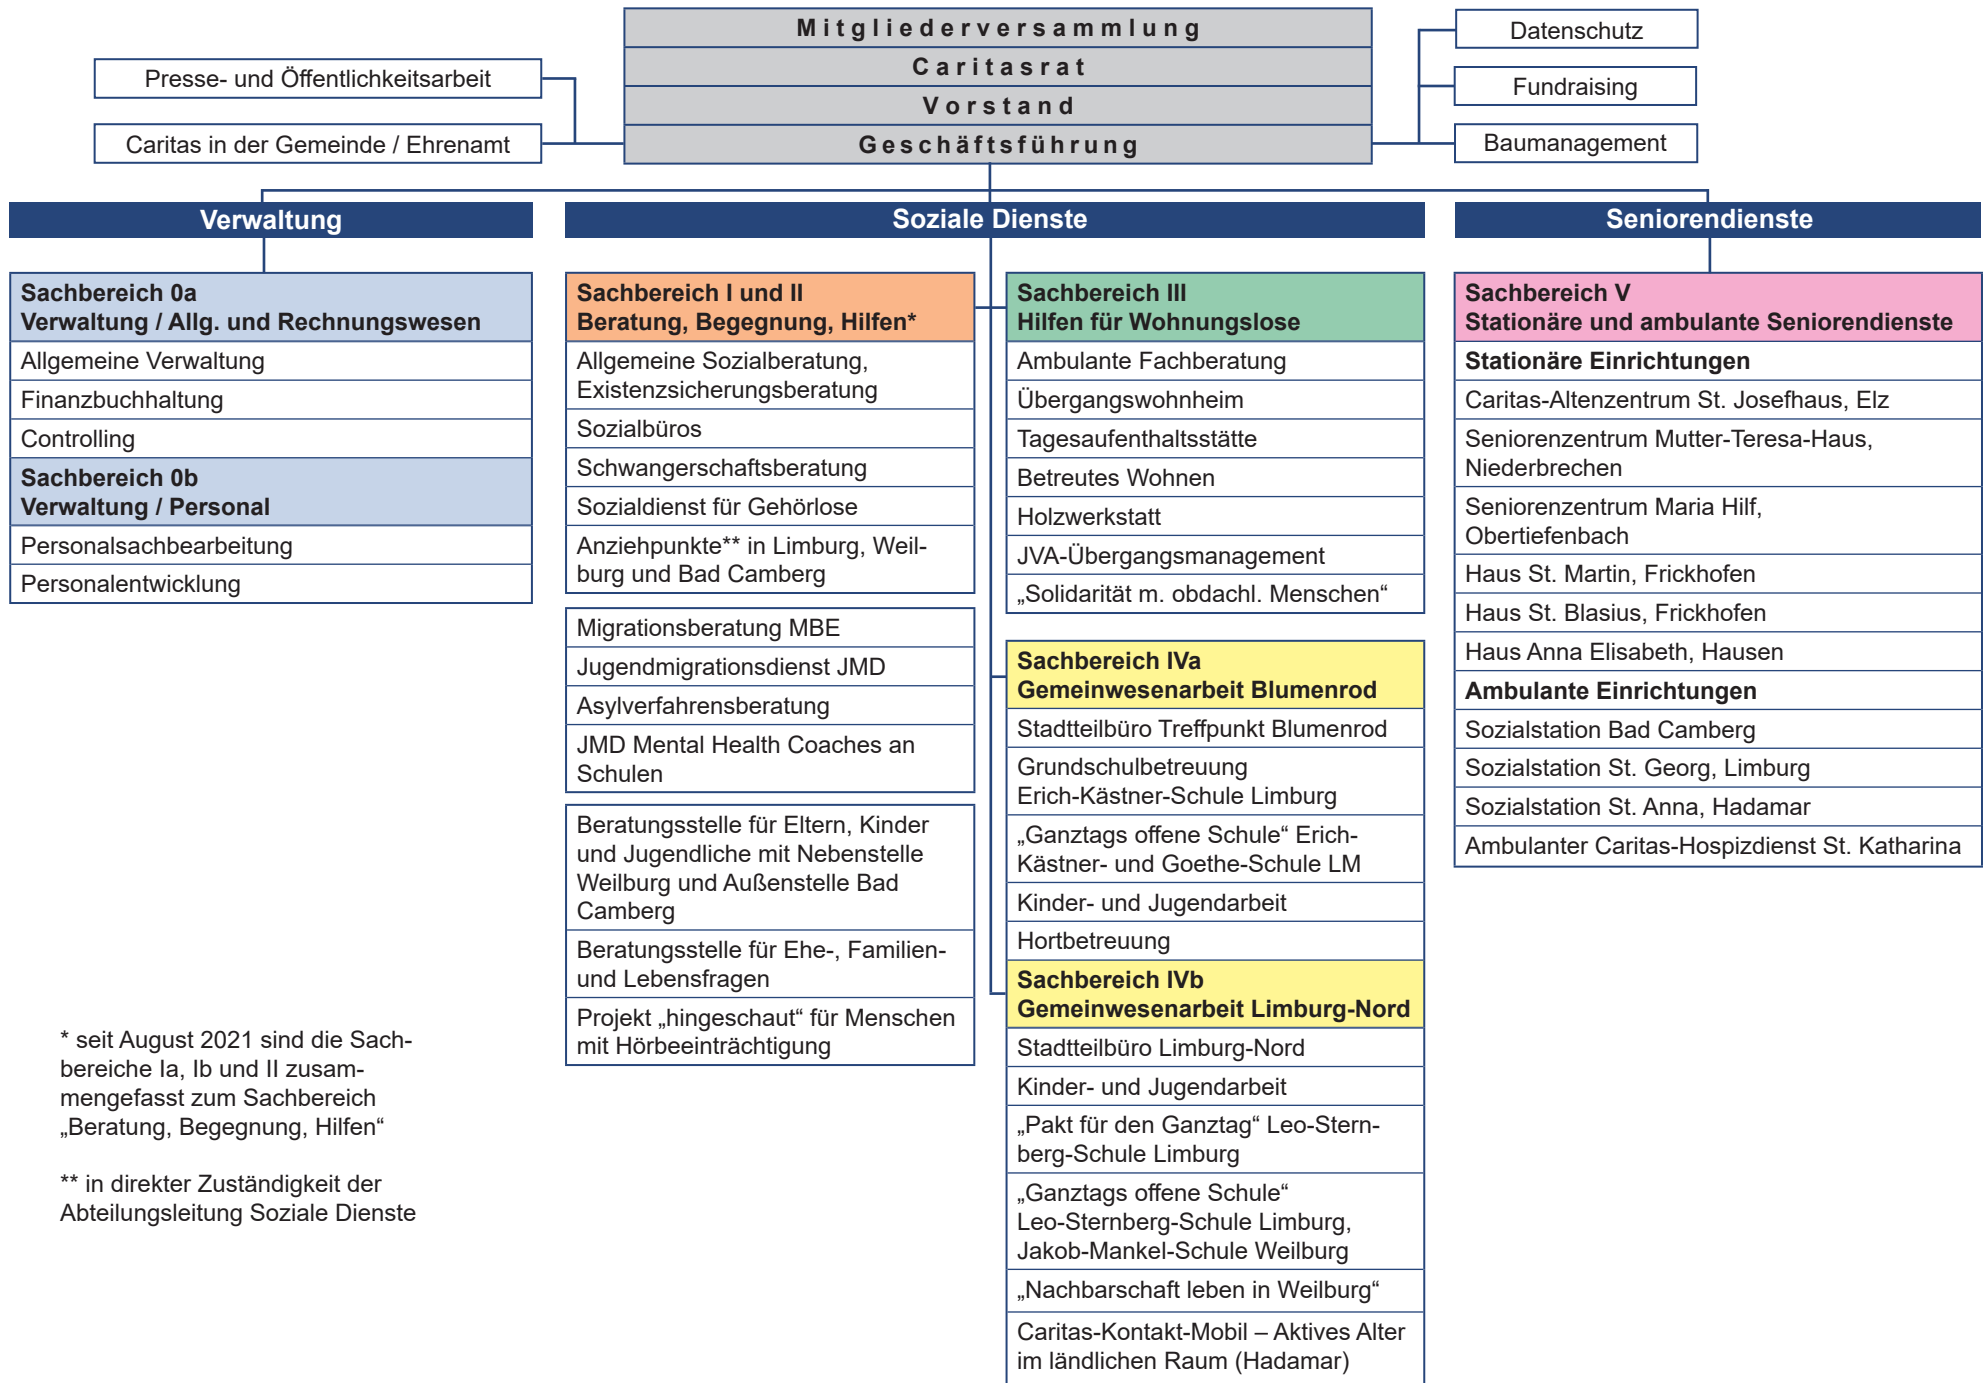 Mitgliederversammlung
Caritasrat
Vorstand
Geschäftsführung
Presse- und Öffentlichkeitsarbeit
Caritas in der Gemeinde / Ehrenamt
Datenschutz
Fundraising
Baumanagement
Verwaltung
Sachbereich 0a
Verwaltung / Allg. und Rechnungswesen
Allgemeine Verwaltung
Finanzbuchhaltung
Controlling
Sachbereich 0b
Verwaltung / Personal
Personalsachbearbeitung
Personalentwicklung
Soziale Dienste
Sachbereich I und II
Beratung, Begegnung, Hilfen*
Allgemeine Sozialberatung,
Existenzsicherungsberatung
Sozialbüros
Schwangerschaftsberatung
Sozialdienst für Gehörlose
Anziehpunkte** in Limburg, Weil-
burg und Bad Camberg
Migrationsberatung MBE
Jugendmigrationsdienst JMD
Asylverfahrensberatung
JMD Mental Health Coaches an
Schulen
Beratungsstelle für Eltern, Kinder
und Jugendliche mit Nebenstelle
Weilburg und Außenstelle Bad
Camberg
Beratungsstelle für Ehe-, Familien-
und Lebensfragen
Projekt „hingeschaut“ für Menschen
mit Hörbeeinträchtigung
Sachbereich III
Hilfen für Wohnungslose
Ambulante Fachberatung
Übergangswohnheim
Tagesaufenthaltsstätte
Betreutes Wohnen
Holzwerkstatt
JVA-Übergangsmanagement
„Solidarität m. obdachl. Menschen“
Sachbereich IVa
Gemeinwesenarbeit Blumenrod
Stadtteilbüro Treffpunkt Blumenrod
Grundschulbetreuung
Erich-Kästner-Schule Limburg
„Ganztags offene Schule“ Erich-
Kästner- und Goethe-Schule LM
Kinder- und Jugendarbeit
Hortbetreuung
Sachbereich IVb
Gemeinwesenarbeit Limburg-Nord
Stadtteilbüro Limburg-Nord
Kinder- und Jugendarbeit
„Pakt für den Ganztag“ Leo-Stern-
berg-Schule Limburg
„Ganztags offene Schule“
Leo-Sternberg-Schule Limburg,
Jakob-Mankel-Schule Weilburg
„Nachbarschaft leben in Weilburg“
Caritas-Kontakt-Mobil – Aktives Alter
im ländlichen Raum (Hadamar)
Seniorendienste
Sachbereich V
Stationäre und ambulante Seniorendienste
Stationäre Einrichtungen
Caritas-Altenzentrum St. Josefhaus, Elz
Seniorenzentrum Mutter-Teresa-Haus,
Niederbrechen
Seniorenzentrum Maria Hilf,
Obertiefenbach
Haus St. Martin, Frickhofen
Haus St. Blasius, Frickhofen
Haus Anna Elisabeth, Hausen
Ambulante Einrichtungen
Sozialstation Bad Camberg
Sozialstation St. Georg, Limburg
Sozialstation St. Anna, Hadamar
Ambulanter Caritas-Hospizdienst St. Katharina
* seit August 2021 sind die Sach-
bereiche Ia, Ib und II zusam-
mengefasst zum Sachbereich
„Beratung, Begegnung, Hilfen“
** in direkter Zuständigkeit der
Abteilungsleitung Soziale Dienste